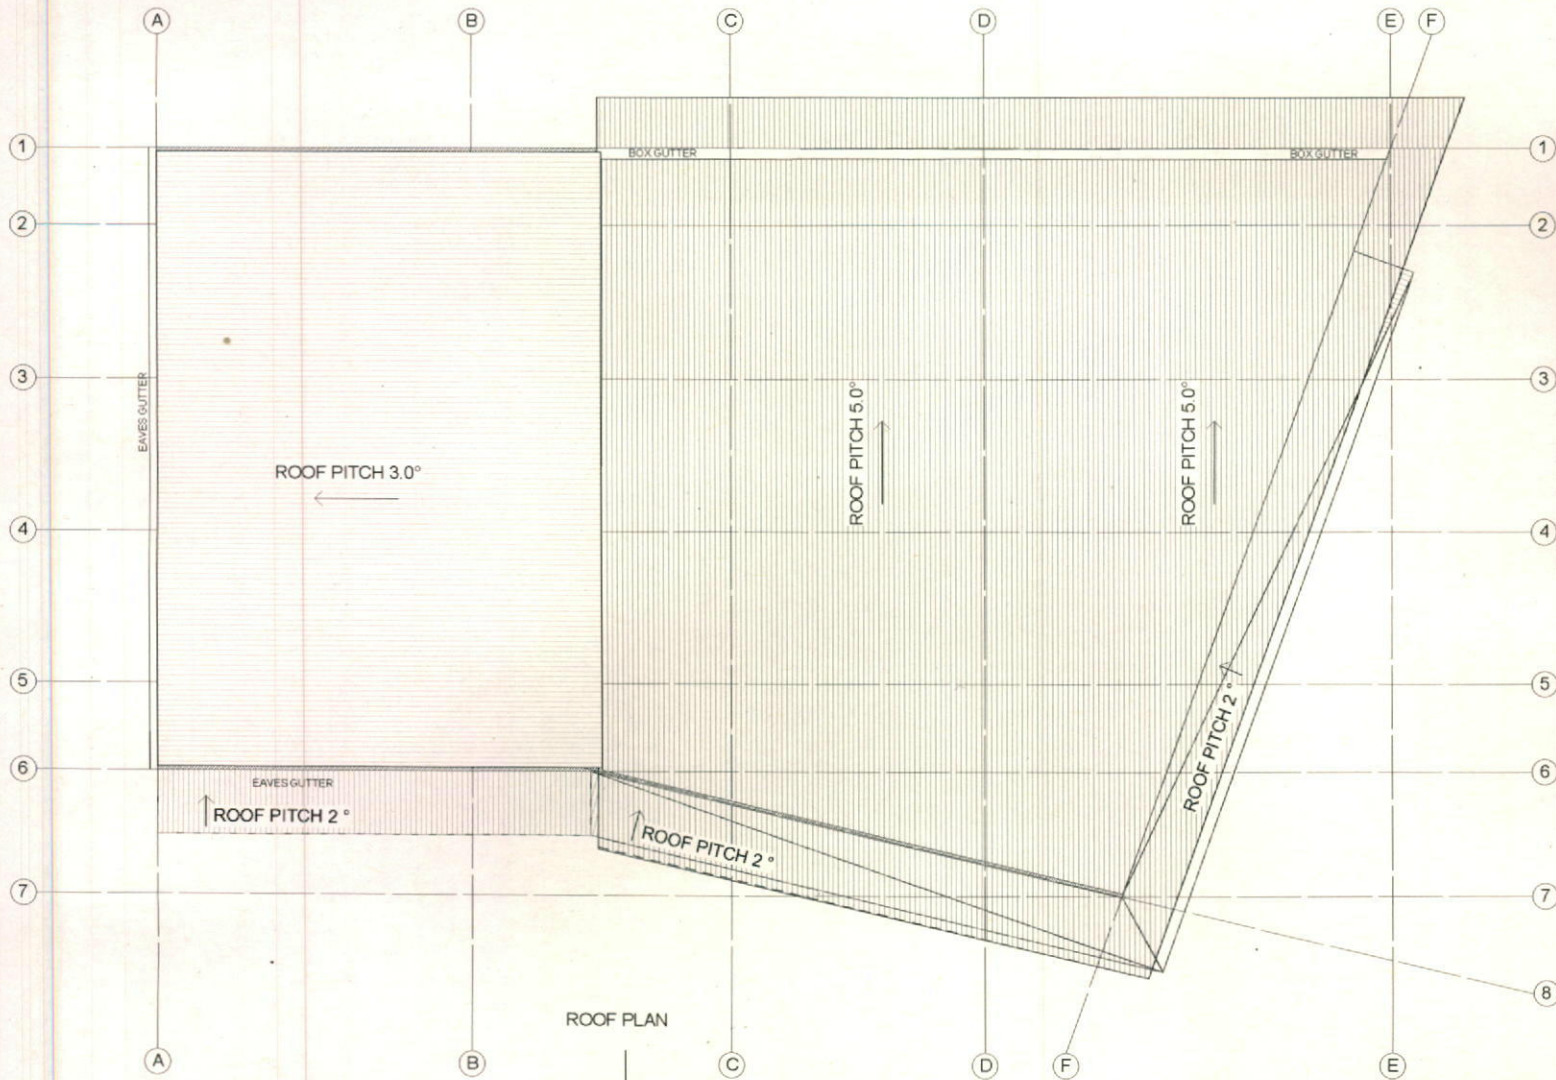 A B C D E F
1 1
BOX GUTTER BOX GUTTER
2 2
3 3
EAVES GUTTER
ROOF PITCH 3.0°
ROOF PITCH 5.0°
ROOF PITCH 5.0°
4 4
5 5
ROOF PITCH 2 °
6 6
EAVES GUTTER
ROOF PITCH 2 °
ROOF PITCH 2 °
7 7
8
ROOF PLAN
A B C D F E